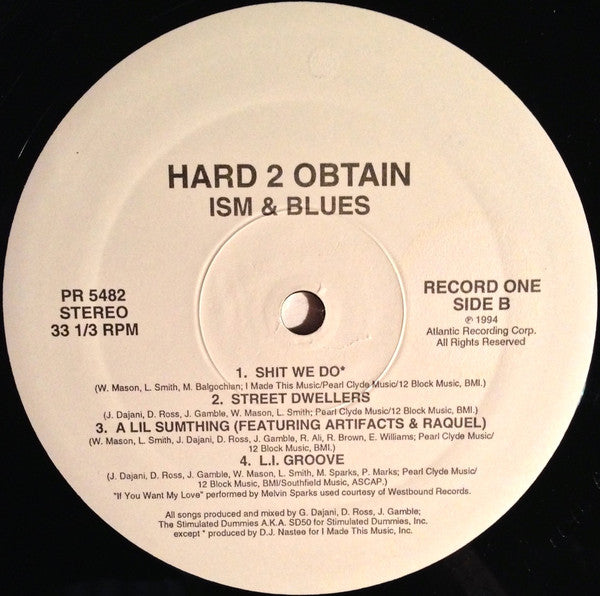 HARD 2 OBTAIN
ISM & BLUES
PR 5482
STEREO
33 1/3 RPM
RECORD ONE
SIDE B
℗ 1994
Atlantic Recording Corp.
All Rights Reserved
1. SHIT WE DO*
(W. Mason, L. Smith, M. Balgochian; I Made This Music/Pearl Clyde Music/12 Block Music, BMI.)
2. STREET DWELLERS
(J. Dajani, D. Ross, J. Gamble, W. Mason, L. Smith; Pearl Clyde Music/12 Block Music, BMI.)
3. A LIL SUMTHING (FEATURING ARTIFACTS & RAQUEL)
(W. Mason, L. Smith, J. Dajani, D. Ross, J. Gamble, R. Ali, R. Brown, E. Williams; Pearl Clyde Music/
12 Block Music, BMI.)
4. L.I. GROOVE
(J. Dajani, D. Ross, J. Gamble, W. Mason, L. Smith, M. Sparks, P. Marks; Pearl Clyde Music/
12 Block Music, BMI/Southfield Music, ASCAP.)
"If You Want My Love" performed by Melvin Sparks used courtesy of Westbound Records.
All songs produced and mixed by G. Dajani, D. Ross, J. Gamble;
The Stimulated Dummies A.K.A. SD50 for Stimulated Dummies, Inc.
except * produced by D.J. Nastee for I Made This Music, Inc.